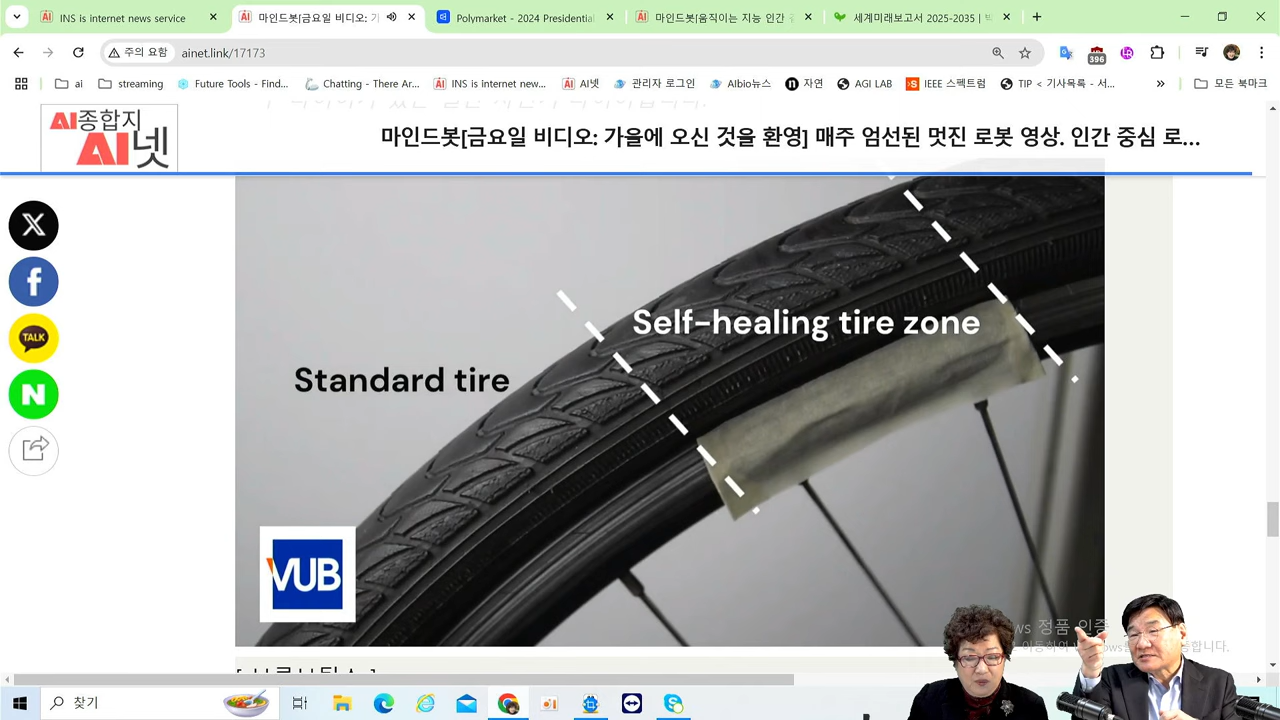 INS is internet news service
마인드봇[금요일 비디오: 가
Polymarket - 2024 Presidential
마인드봇[움직이는 지능 인간
세계미래보고서 2025-2035 |
주의 요함
ainet.link/17173
396
LR
ai
streaming
Future Tools - Find...
Chatting - There Ar...
INS is internet new...
AI넷
관리자 로그인
AIbio뉴스
자연
AGI LAB
IEEE 스펙트럼
TIP < 기사목록 - 서...
모든 북마크
AI종합지
AI넷
마인드봇[금요일 비디오: 가을에 오신 것을 환영] 매주 엄선된 멋진 로봇 영상. 인간 중심 로...
TALK
N
Self-healing tire zone
Standard tire
VUB
ws 정품 인증
찾기